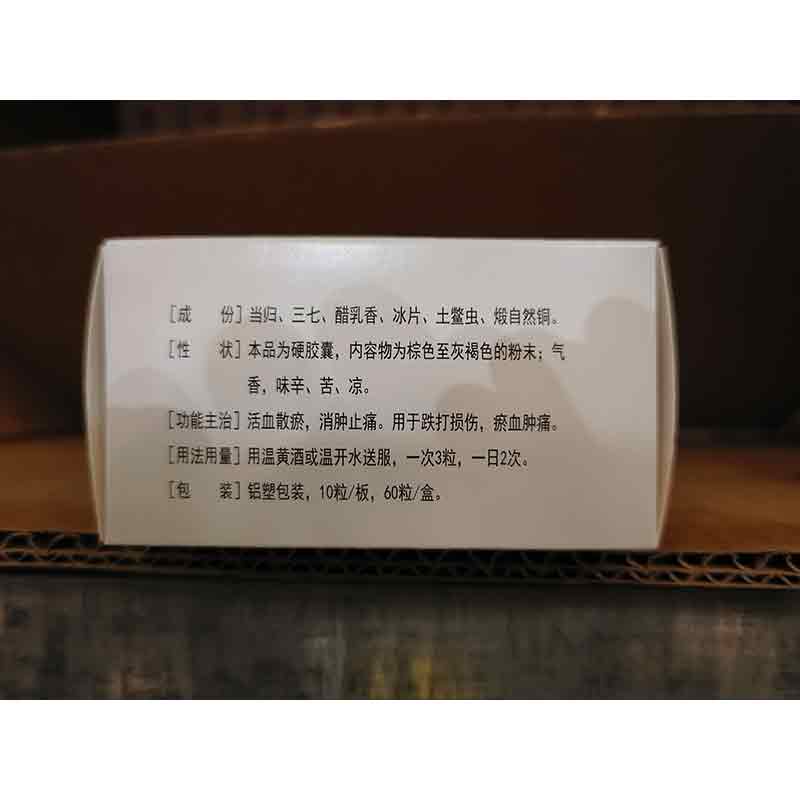 [成 份]当归、三七、醋乳香、冰片、土鳖虫、煅自然铜。
[性 状]本品为硬胶囊，内容物为棕色至灰褐色的粉末；气
香，味辛、苦、凉。
[功能主治]活血散瘀，消肿止痛。用于跌打损伤，瘀血肿痛。
[用法用量]用温黄酒或温开水送服，一次3粒，一日2次。
[包 装]铝塑包装，10粒/板，60粒/盒。